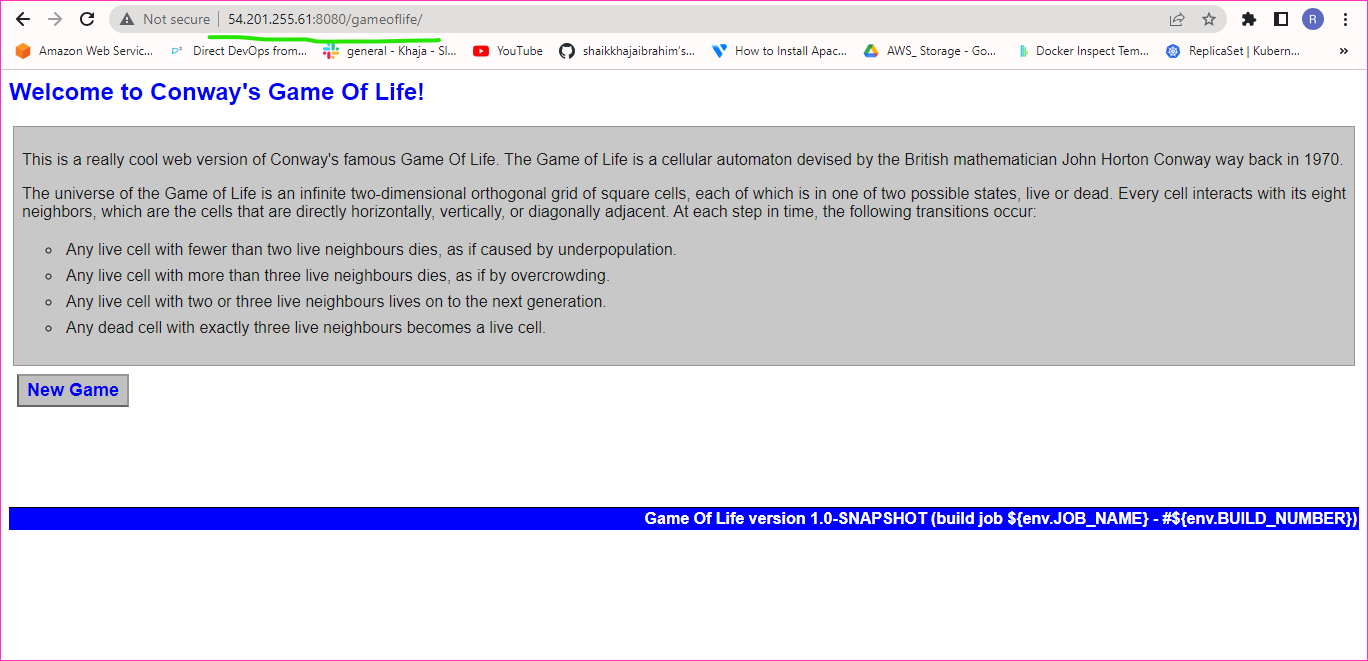 Not secure | 54.201.255.61:8080/gameoflife/
R
Amazon Web Servic... Direct DevOps from... general - Khaja - Sl... YouTube shaikkhajaibrahim's... How to Install Apac... AWS_ Storage - Go... Docker Inspect Tem... ReplicaSet | Kubern... »
Welcome to Conway's Game Of Life!
This is a really cool web version of Conway's famous Game Of Life. The Game of Life is a cellular automaton devised by the British mathematician John Horton Conway way back in 1970.
The universe of the Game of Life is an infinite two-dimensional orthogonal grid of square cells, each of which is in one of two possible states, live or dead. Every cell interacts with its eight
neighbors, which are the cells that are directly horizontally, vertically, or diagonally adjacent. At each step in time, the following transitions occur:
Any live cell with fewer than two live neighbours dies, as if caused by underpopulation.
Any live cell with more than three live neighbours dies, as if by overcrowding.
Any live cell with two or three live neighbours lives on to the next generation.
Any dead cell with exactly three live neighbours becomes a live cell.
New Game
Game Of Life version 1.0-SNAPSHOT (build job ${env.JOB_NAME} - #${env.BUILD_NUMBER})